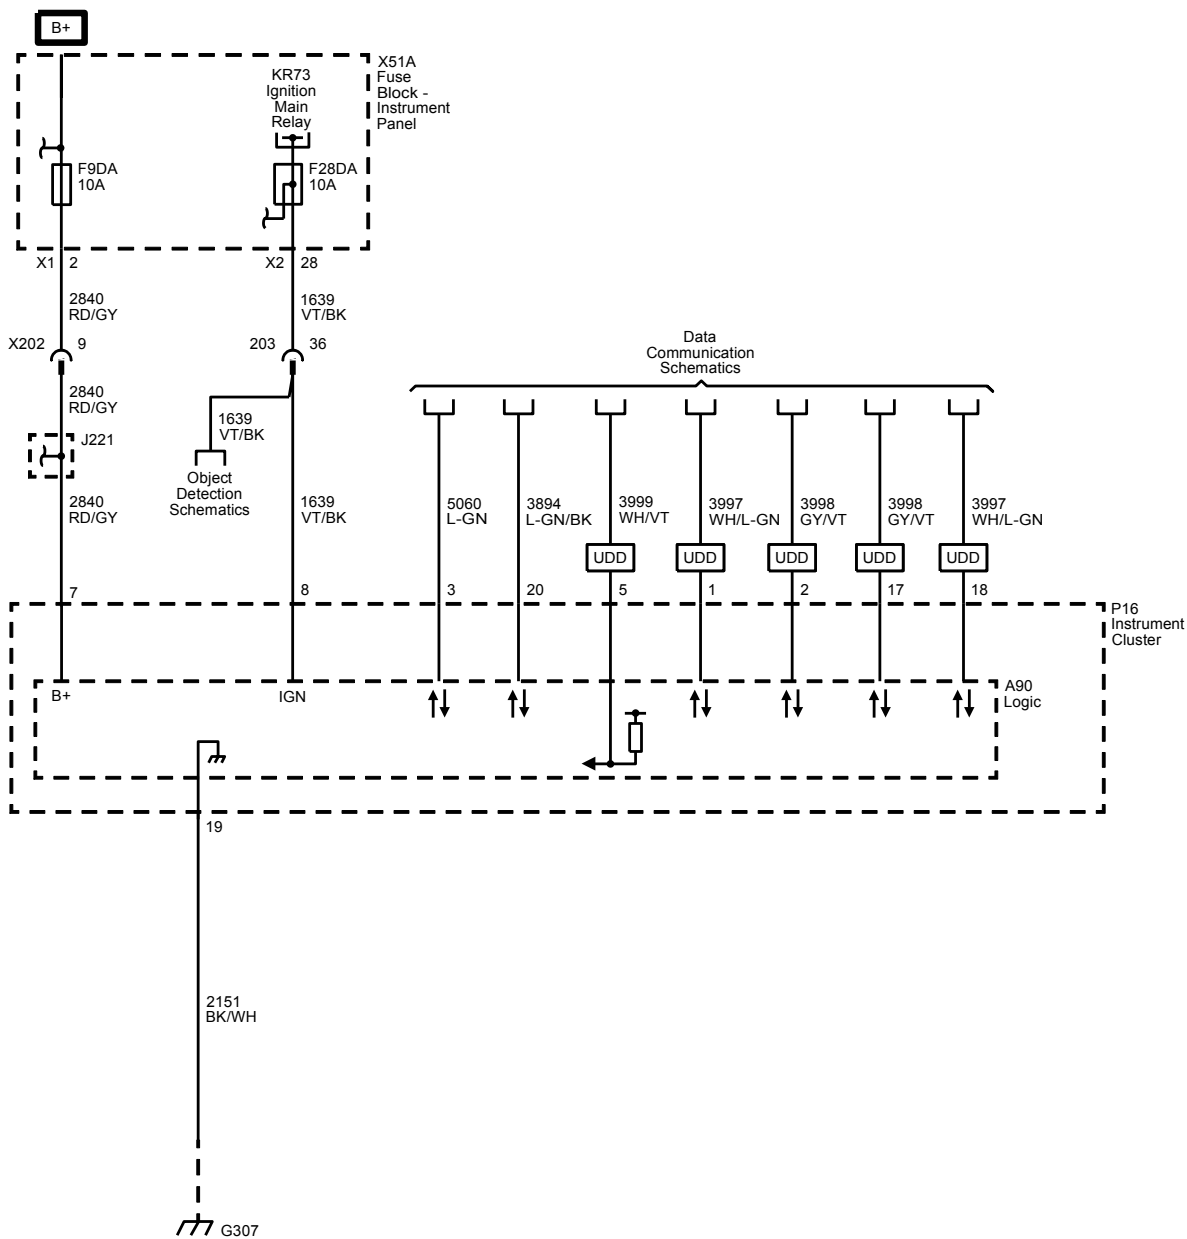 B+
X51A
Fuse
Block -
Instrument
Panel
KR73
Ignition
Main
Relay
F9DA
10A
F28DA
10A
X1 2
X2 28
2840
RD/GY
1639
VT/BK
X202 9
203 36
Data
Communication
Schematics
2840
RD/GY
1639
VT/BK
J221
Object
Detection
Schematics
2840
RD/GY
1639
VT/BK
5060
L-GN
3894
L-GN/BK
3999
WH/VT
3997
WH/L-GN
3998
GY/VT
3998
GY/VT
3997
WH/L-GN
UDD UDD UDD UDD UDD
7 8 3 20 5 1 2 17 18
P16
Instrument
Cluster
B+ IGN
A90
Logic
19
2151
BK/WH
G307